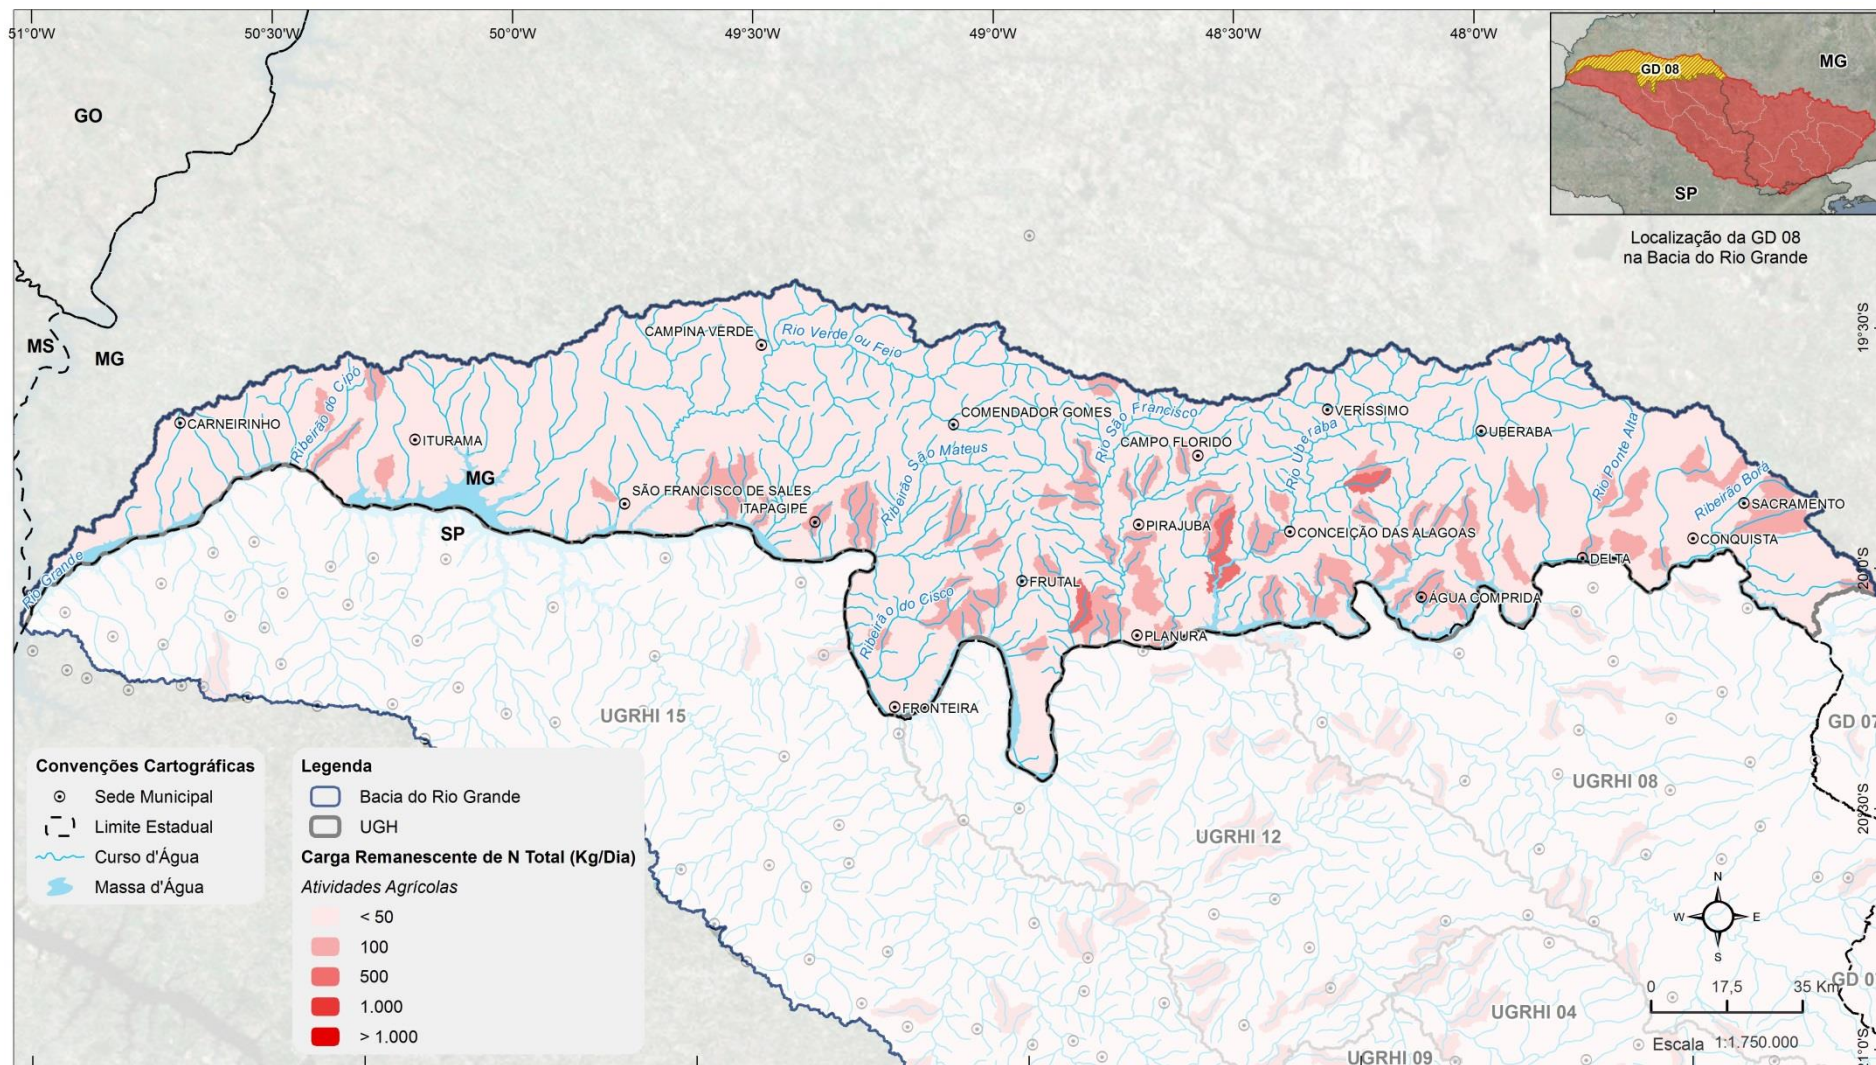 51°0'W
50°30'W
50°0'W
49°30'W
49°0'W
48°30'W
48°0'W
GO
MG
GD 08
SP
Localização da GD 08
na Bacia do Rio Grande
19°30'S
MS
MG
CAMPINA VERDE
Rio Verde ou Feio
Ribeirão do Cipó
CARNEIRINHO
ITURAMA
COMENDADOR GOMES
Rio São Francisco
CAMPO FLORIDO
VERÍSSIMO
Rio Uberaba
UBERABA
Rio Ponte Alta
Ribeirão São Mateus
MG
SÃO FRANCISCO DE SALES
ITAPAGIPE
Ribeirão Borá
SACRAMENTO
SP
PIRAJUBA
CONCEIÇÃO DAS ALAGOAS
CONQUISTA
Rio Grande
DELTA
20°0'S
FRUTAL
ÁGUA COMPRIDA
Ribeirão do Cisco
PLANURA
FRONTEIRA
UGRHI 15
GD 07
UGRHI 08
20°30'S
UGRHI 12
Convenções Cartográficas
Sede Municipal
Limite Estadual
Curso d'Água
Massa d'Água
Legenda
Bacia do Rio Grande
UGH
Carga Remanescente de N Total (Kg/Dia)
Atividades Agrícolas
< 50
100
500
1.000
> 1.000
N
W
E
S
0
17,5
35 Km
Escala 1:1.750.000
UGRHI 04
UGRHI 09